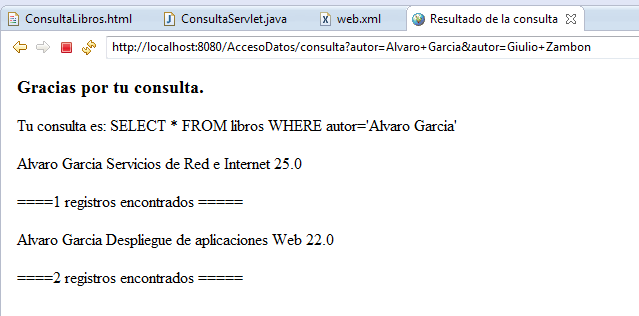 ConsultaLibros.html ConsultaServlet.java web.xml Resultado de la consulta
http://localhost:8080/AccesoDatos/consulta?autor=Alvaro+Garcia&autor=Giulio+Zambon
Gracias por tu consulta.
Tu consulta es: SELECT * FROM libros WHERE autor='Alvaro Garcia'
Alvaro Garcia Servicios de Red e Internet 25.0
====1 registros encontrados =====
Alvaro Garcia Despliegue de aplicaciones Web 22.0
====2 registros encontrados =====